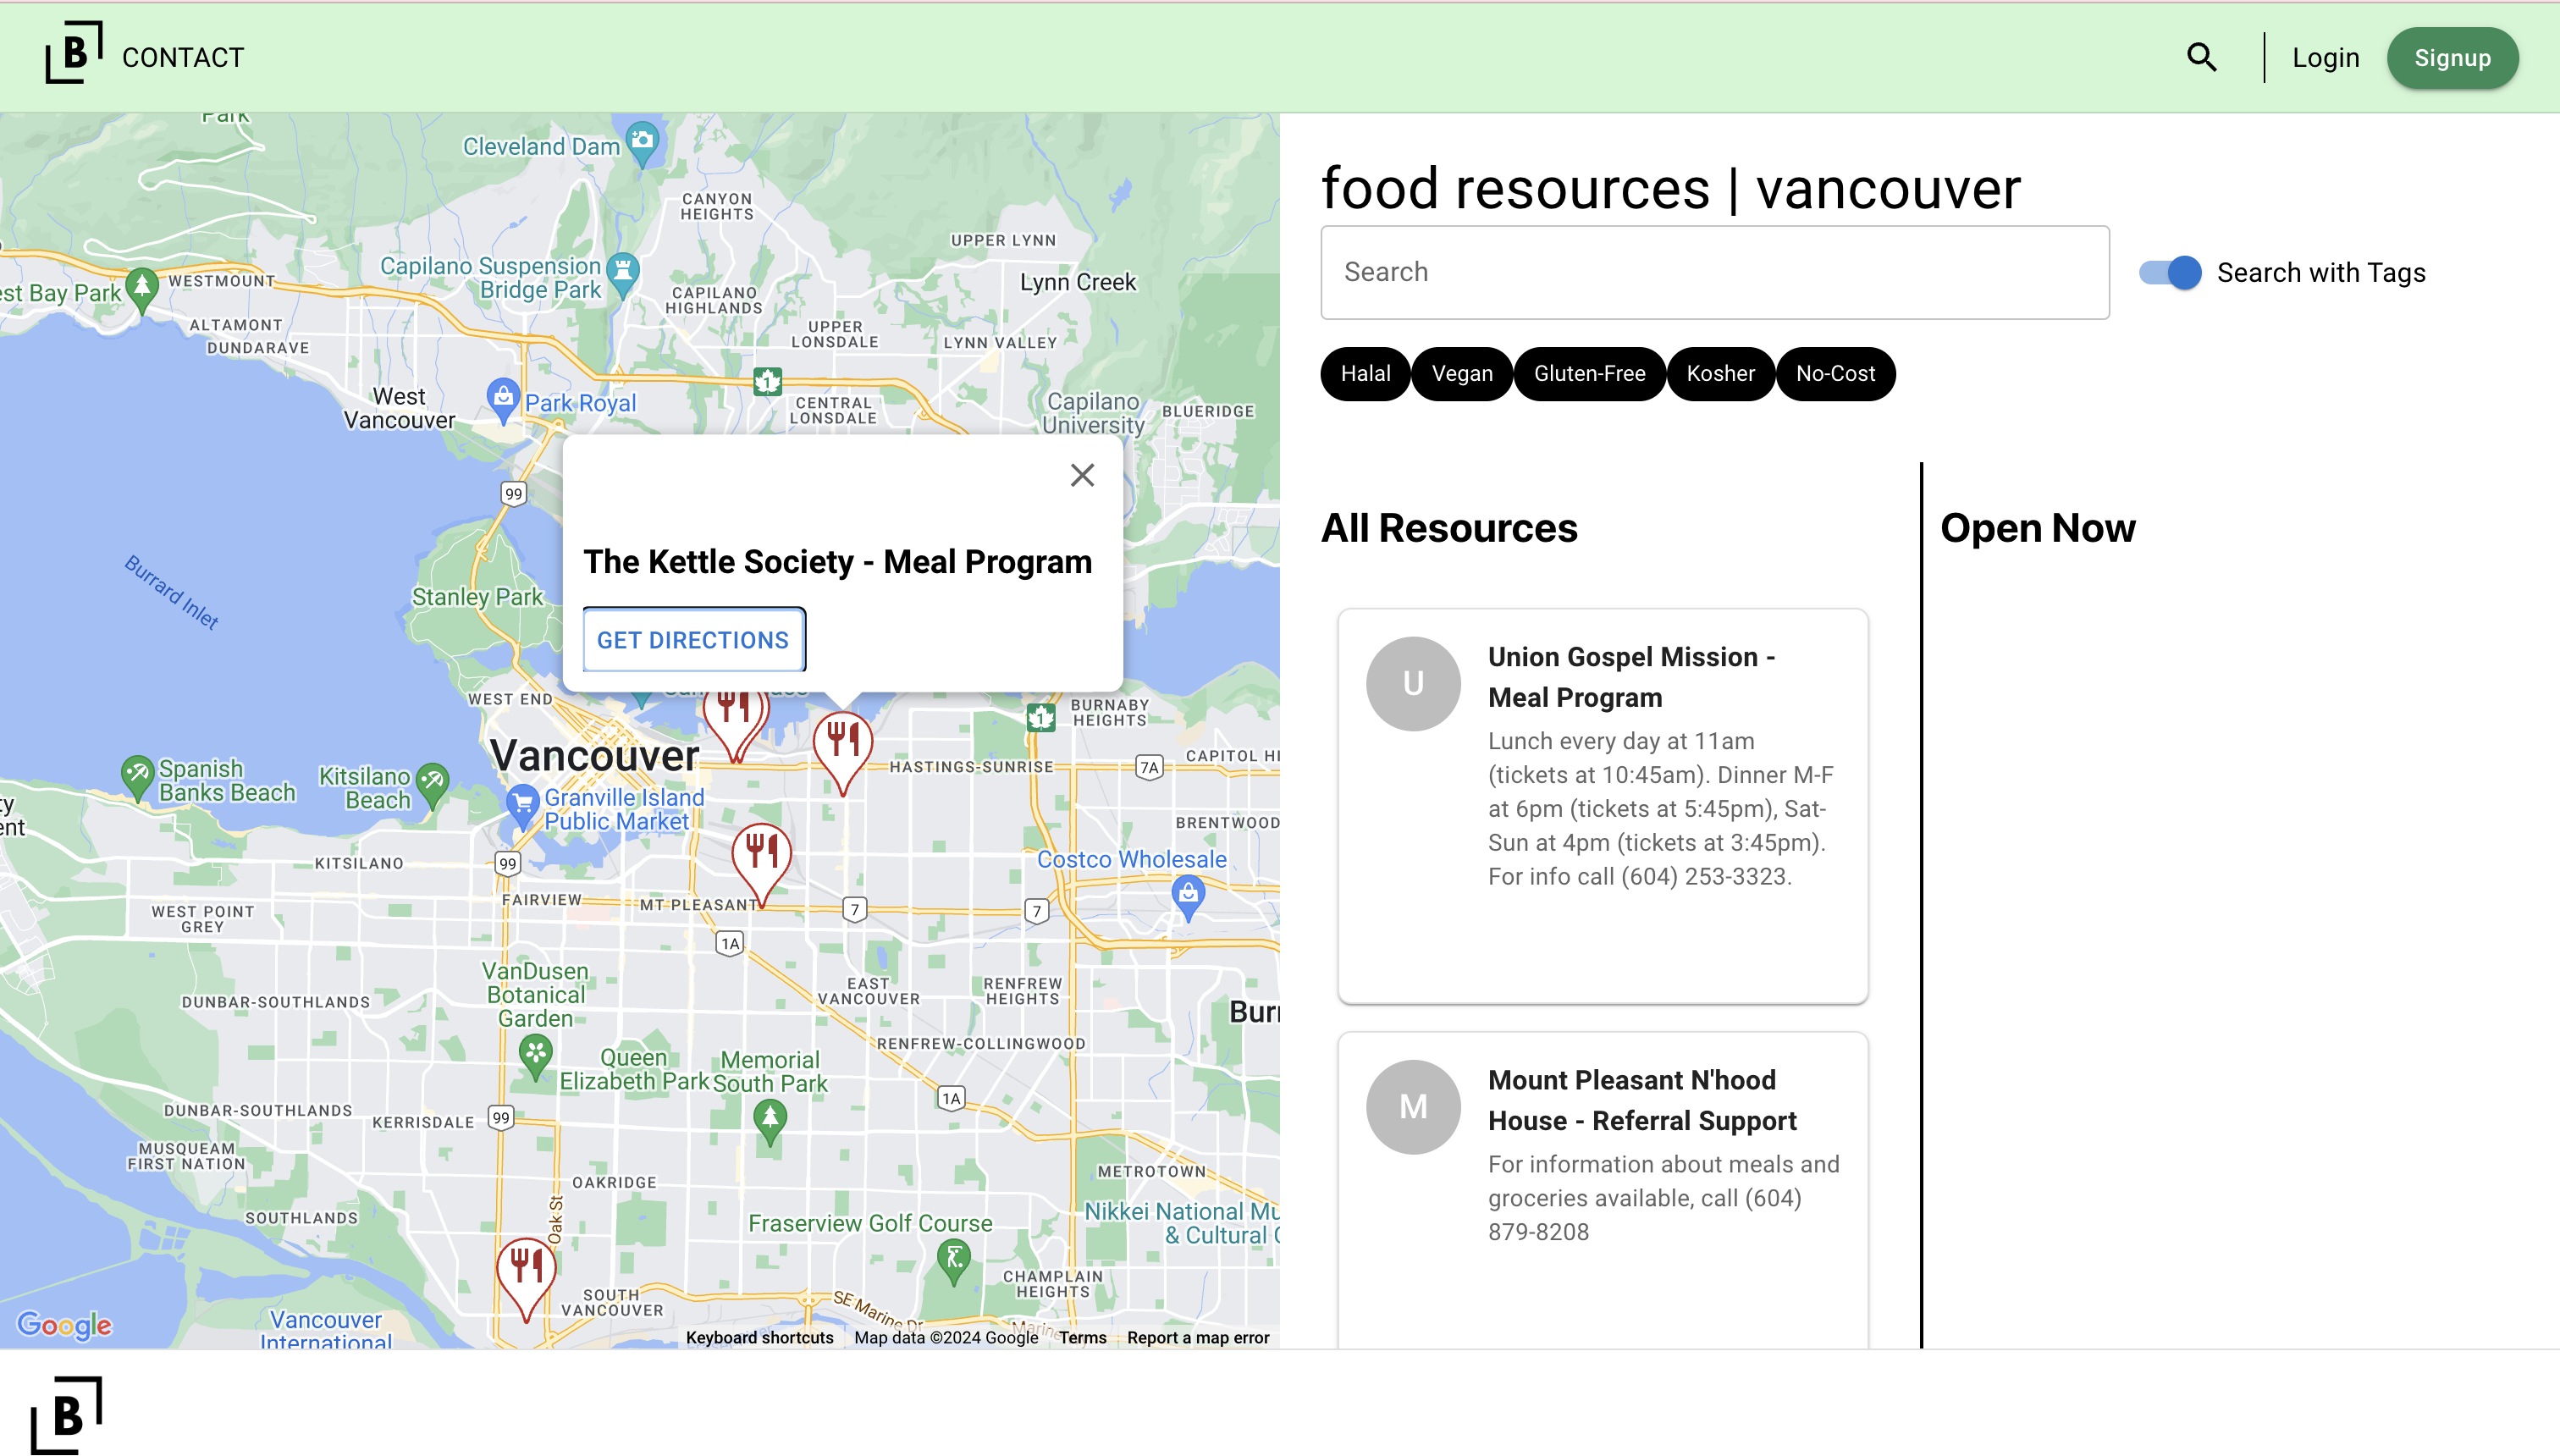 B CONTACT
Login
Signup
Park
Cleveland Dam
CANYON
HEIGHTS
UPPER LYNN
Capilano Suspension
Bridge Park
Lynn Creek
est Bay Park
WESTMOUNT
CAPILANO
HIGHLANDS
ALTAMONT
DUNDARAVE
UPPER
LONSDALE
LYNN VALLEY
1
West
Vancouver
Park Royal
CENTRAL
LONSDALE
Capilano
University
BLUERIDGE
99
Burrard Inlet
Stanley Park
The Kettle Society - Meal Program
GET DIRECTIONS
WEST END
1
BURNABY
HEIGHTS
Vancouver
HASTINGS-SUNRISE
7A
CAPITOL HI
Spanish
Banks Beach
Kitsilano
Beach
ty
ent
Granville Island
Public Market
BRENTWOOD
KITSILANO
99
Costco Wholesale
FAIRVIEW
MT PLEASANT
7
7
WEST POINT
GREY
1A
VanDusen
Botanical
Garden
DUNBAR-SOUTHLANDS
EAST
VANCOUVER
RENFREW
HEIGHTS
Burn
RENFREW-COLLINGWOOD
Queen
Elizabeth Park
Memorial
South Park
1A
DUNBAR-SOUTHLANDS
KERRISDALE
99
MUSQUEAM
FIRST NATION
METROTOWN
OAKRIDGE
SOUTHLANDS
Oak St
Fraserview Golf Course
Nikkei National Mu
& Cultural C
CHAMPLAIN
HEIGHTS
SOUTH
VANCOUVER
SE Marine Dr
Marine
Vancouver
International
Google
Keyboard shortcuts
Map data ©2024 Google
Terms
Report a map error
food resources | vancouver
Search
Search with Tags
Halal
Vegan
Gluten-Free
Kosher
No-Cost
All Resources
U
Union Gospel Mission -
Meal Program
Lunch every day at 11am
(tickets at 10:45am). Dinner M-F
at 6pm (tickets at 5:45pm), Sat-
Sun at 4pm (tickets at 3:45pm).
For info call (604) 253-3323.
M
Mount Pleasant N'hood
House - Referral Support
For information about meals and
groceries available, call (604)
879-8208
Open Now
B